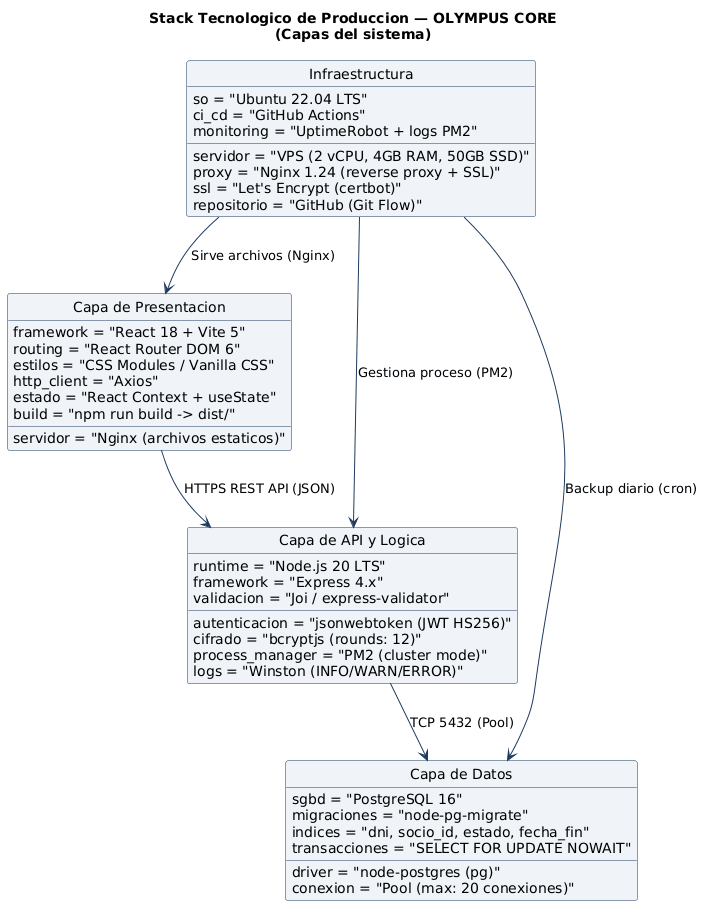 Stack Tecnologico de Produccion — OLYMPUS CORE
(Capas del sistema)
Infraestructura
so = "Ubuntu 22.04 LTS"
ci_cd = "GitHub Actions"
monitoring = "UptimeRobot + logs PM2"
servidor = "VPS (2 vCPU, 4GB RAM, 50GB SSD)"
proxy = "Nginx 1.24 (reverse proxy + SSL)"
ssl = "Let's Encrypt (certbot)"
repositorio = "GitHub (Git Flow)"
Sirve archivos (Nginx)
Capa de Presentacion
framework = "React 18 + Vite 5"
routing = "React Router DOM 6"
estilos = "CSS Modules / Vanilla CSS"
http_client = "Axios"
estado = "React Context + useState"
build = "npm run build -> dist/"
servidor = "Nginx (archivos estaticos)"
Gestiona proceso (PM2)
HTTPS REST API (JSON)
Backup diario (cron)
Capa de API y Logica
runtime = "Node.js 20 LTS"
framework = "Express 4.x"
validacion = "Joi / express-validator"
autenticacion = "jsonwebtoken (JWT HS256)"
cifrado = "bcryptjs (rounds: 12)"
process_manager = "PM2 (cluster mode)"
logs = "Winston (INFO/WARN/ERROR)"
TCP 5432 (Pool)
Capa de Datos
sgbd = "PostgreSQL 16"
migraciones = "node-pg-migrate"
indices = "dni, socio_id, estado, fecha_fin"
transacciones = "SELECT FOR UPDATE NOWAIT"
driver = "node-postgres (pg)"
conexion = "Pool (max: 20 conexiones)"